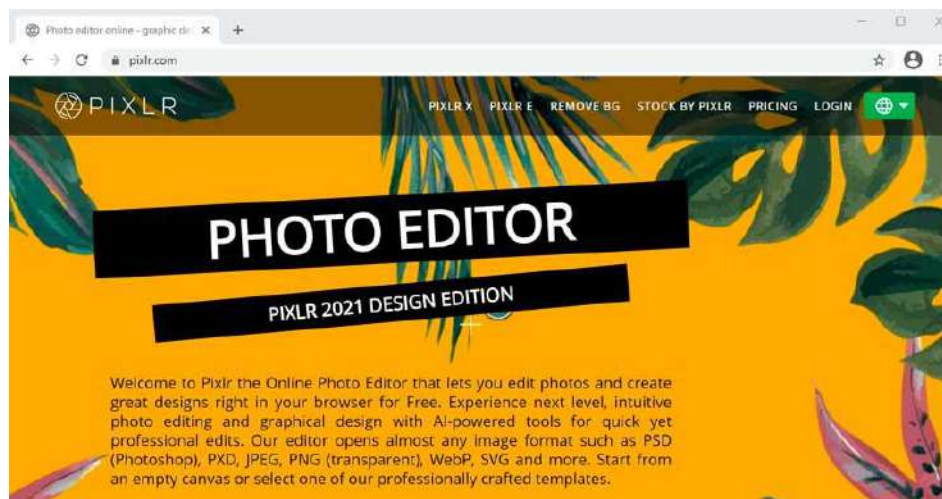 Photo editor online - graphic de
pixlr.com
PIXLR
PIXLR X PIXLR E REMOVE BG STOCK BY PIXLR PRICING LOGIN
PHOTO EDITOR
PIXLR 2021 DESIGN EDITION
Welcome to Pixlr the Online Photo Editor that lets you edit photos and create
great designs right in your browser for Free. Experience next level, intuitive
photo editing and graphical design with AI-powered tools for quick yet
professional edits. Our editor opens almost any image format such as PSD
(Photoshop), PXD, JPEG, PNG (transparent), WebP, SVG and more. Start from
an empty canvas or select one of our professionally crafted templates.